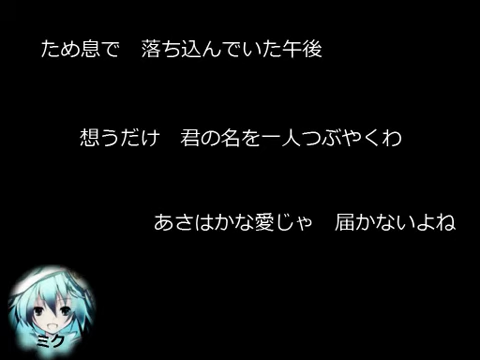 ため息で　落ち込んでいた午後
想うだけ　君の名を一人つぶやくわ
あさはかな愛じゃ　届かないよね
ミク